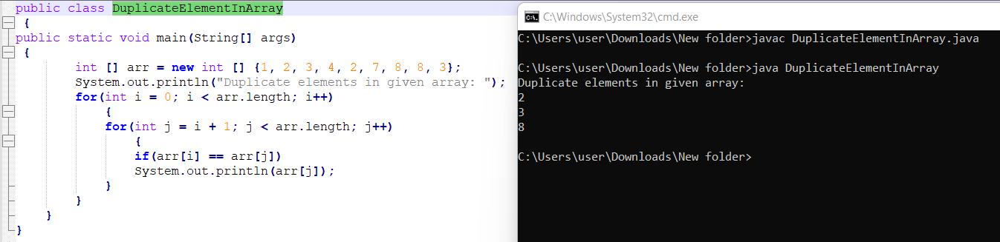 public class DuplicateElementInArray
{
public static void main(String[] args)
{
int [] arr = new int [] {1, 2, 3, 4, 2, 7, 8, 8, 3};
System.out.println("Duplicate elements in given array: ");
for(int i = 0; i < arr.length; i++)
{
for(int j = i + 1; j < arr.length; j++)
{
if(arr[i] == arr[j])
System.out.println(arr[j]);
}
}
}
}
C:\Windows\System32\cmd.exe
C:\Users\user\Downloads\New folder>javac DuplicateElementInArray.java
C:\Users\user\Downloads\New folder>java DuplicateElementInArray
Duplicate elements in given array:
2
3
8
C:\Users\user\Downloads\New folder>